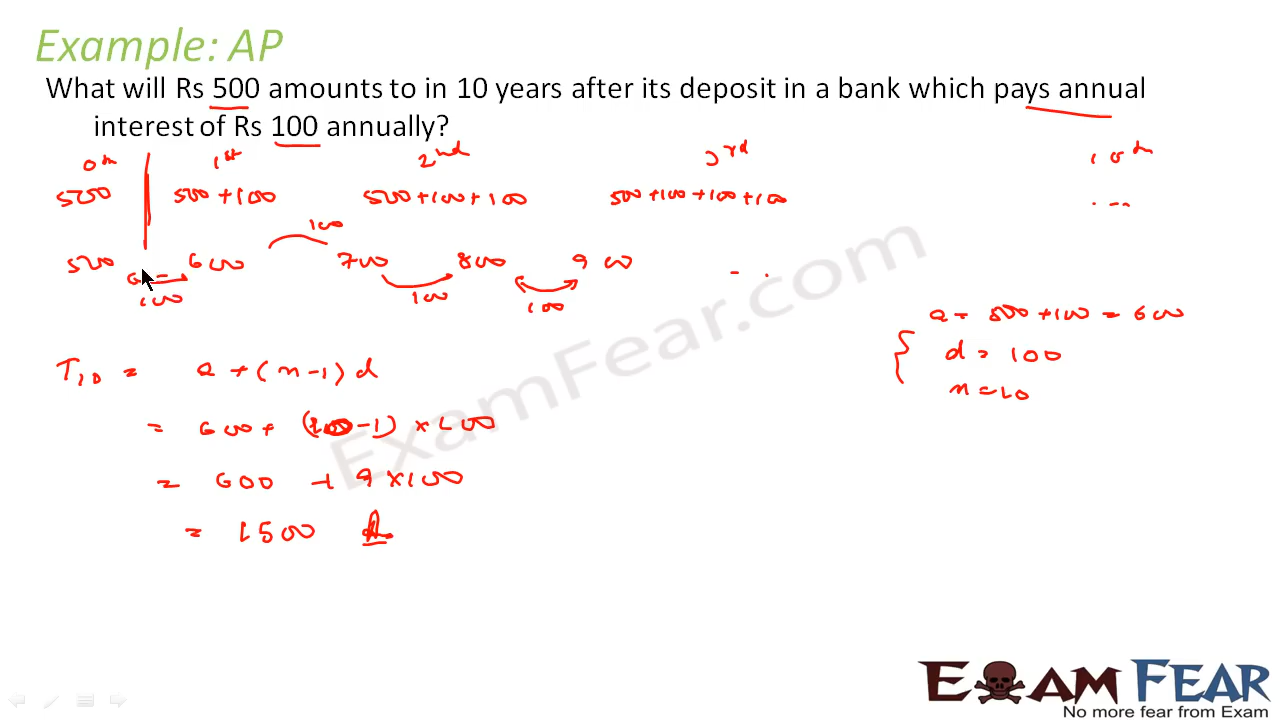 Example: AP
What will Rs 500 amounts to in 10 years after its deposit in a bank which pays annual
interest of Rs 100 annually?
0th 1st 2nd 3rd 10th
500 500+100 500+100+100 500+100+100+100 ...
100
500 600 700 800 900 - .
100 100 100
a = 500+100 = 600
d = 100
n = 10
T10 = a+(n-1)d
= 600+ (10-1) ×100
= 600 + 9×100
= 1500
ExamFear.com
EXAM FEAR
No more fear from Exam